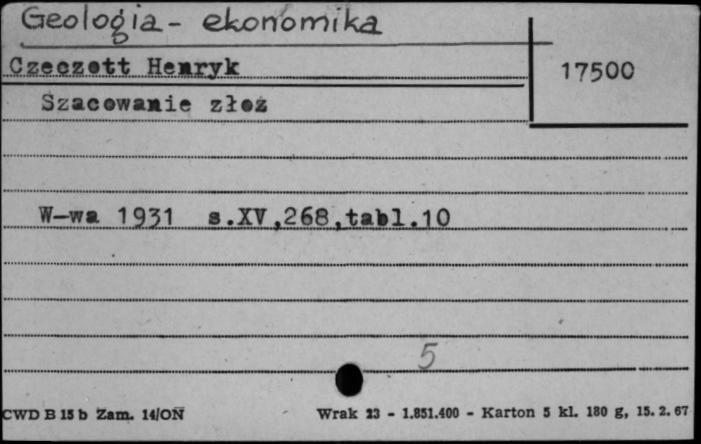 Geologia - ekonomika
Czeczott Henryk
17500
Szacowanie złoż
W-wa 1931 s.XV,268,tabl.10
5
CWD B 15 b Zam. 14/ON
Wrak 23 - 1.851.400 - Karton 5 kl. 180 g, 15. 2. 67